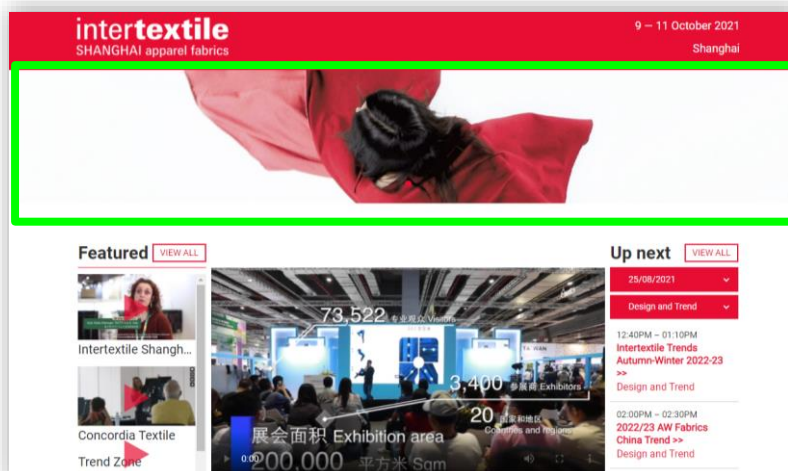 intertextile
SHANGHAI apparel fabrics
9 – 11 October 2021
Shanghai
Featured
VIEW ALL
Intertextile Shangh...
Concordia Textile
Trend Zone
73,522 专业观众 Visitors
3,400 参展商 Exhibitors
20 国家和地区
Countries and regions
展会面积 Exhibition area
200,000 平方米 Sqm
0:00
Up next
VIEW ALL
25/08/2021
Design and Trend
12:40PM – 01:10PM
Intertextile Trends
Autumn-Winter 2022-23
>>
Design and Trend
02:00PM – 02:30PM
2022/23 AW Fabrics
China Trend >>
Design and Trend